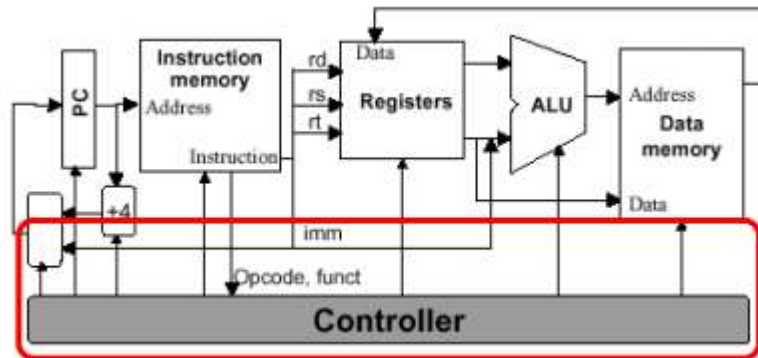 Instruction
memory
Address
Instruction
PC
+4
rd
rs
rt
Data
Registers
ALU
Address
Data
memory
Data
imm
Opcode, funct
Controller